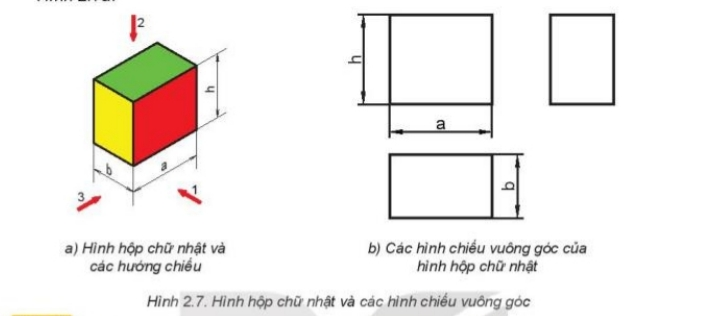 2
h
b
a
3
1
h
a
b
a) Hình hộp chữ nhật và
các hướng chiếu
b) Các hình chiếu vuông góc của
hình hộp chữ nhật
Hình 2.7. Hình hộp chữ nhật và các hình chiếu vuông góc